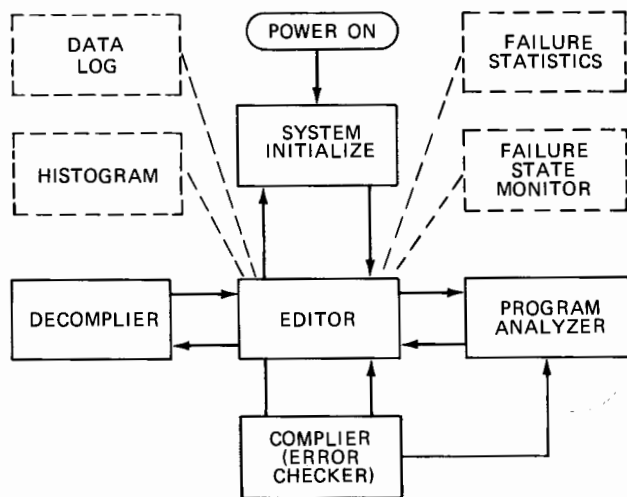 DATA
LOG
POWER ON
FAILURE
STATISTICS
SYSTEM
INITIALIZE
HISTOGRAM
FAILURE
STATE
MONITOR
DECOMPLIER
EDITOR
PROGRAM
ANALYZER
COMPLIER
(ERROR
CHECKER)